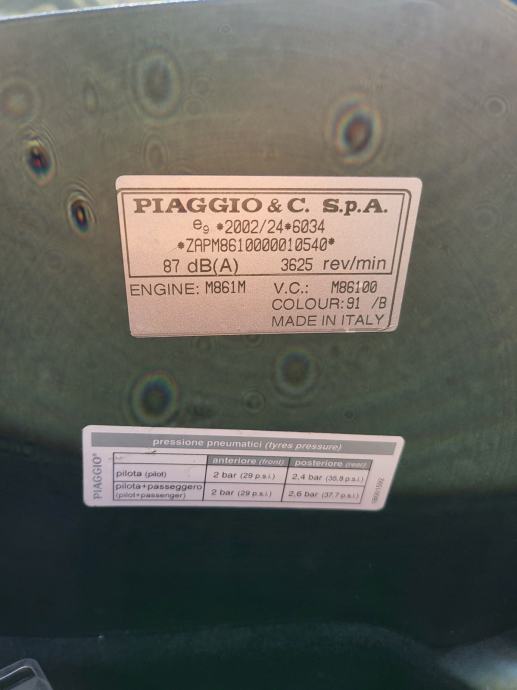 PIAGGIO & C. S.p.A.
e9 *2002/24*6034
*ZAPM8610000010540*
87 dB(A) 3625 rev/min
ENGINE: M861M V.C.: M86100
COLOUR:91 /B
MADE IN ITALY
pressione pneumatici (tyres pressure)
PIAGGIO®
anteriore (front) posteriore (rear)
pilota (pilot) 2 bar (29 p.s.i.) 2,4 bar (35,8 p.s.i.)
pilota+passeggero
(pilot+passenger) 2 bar (29 p.s.i.) 2,6 bar (37.7 p.s.i.)